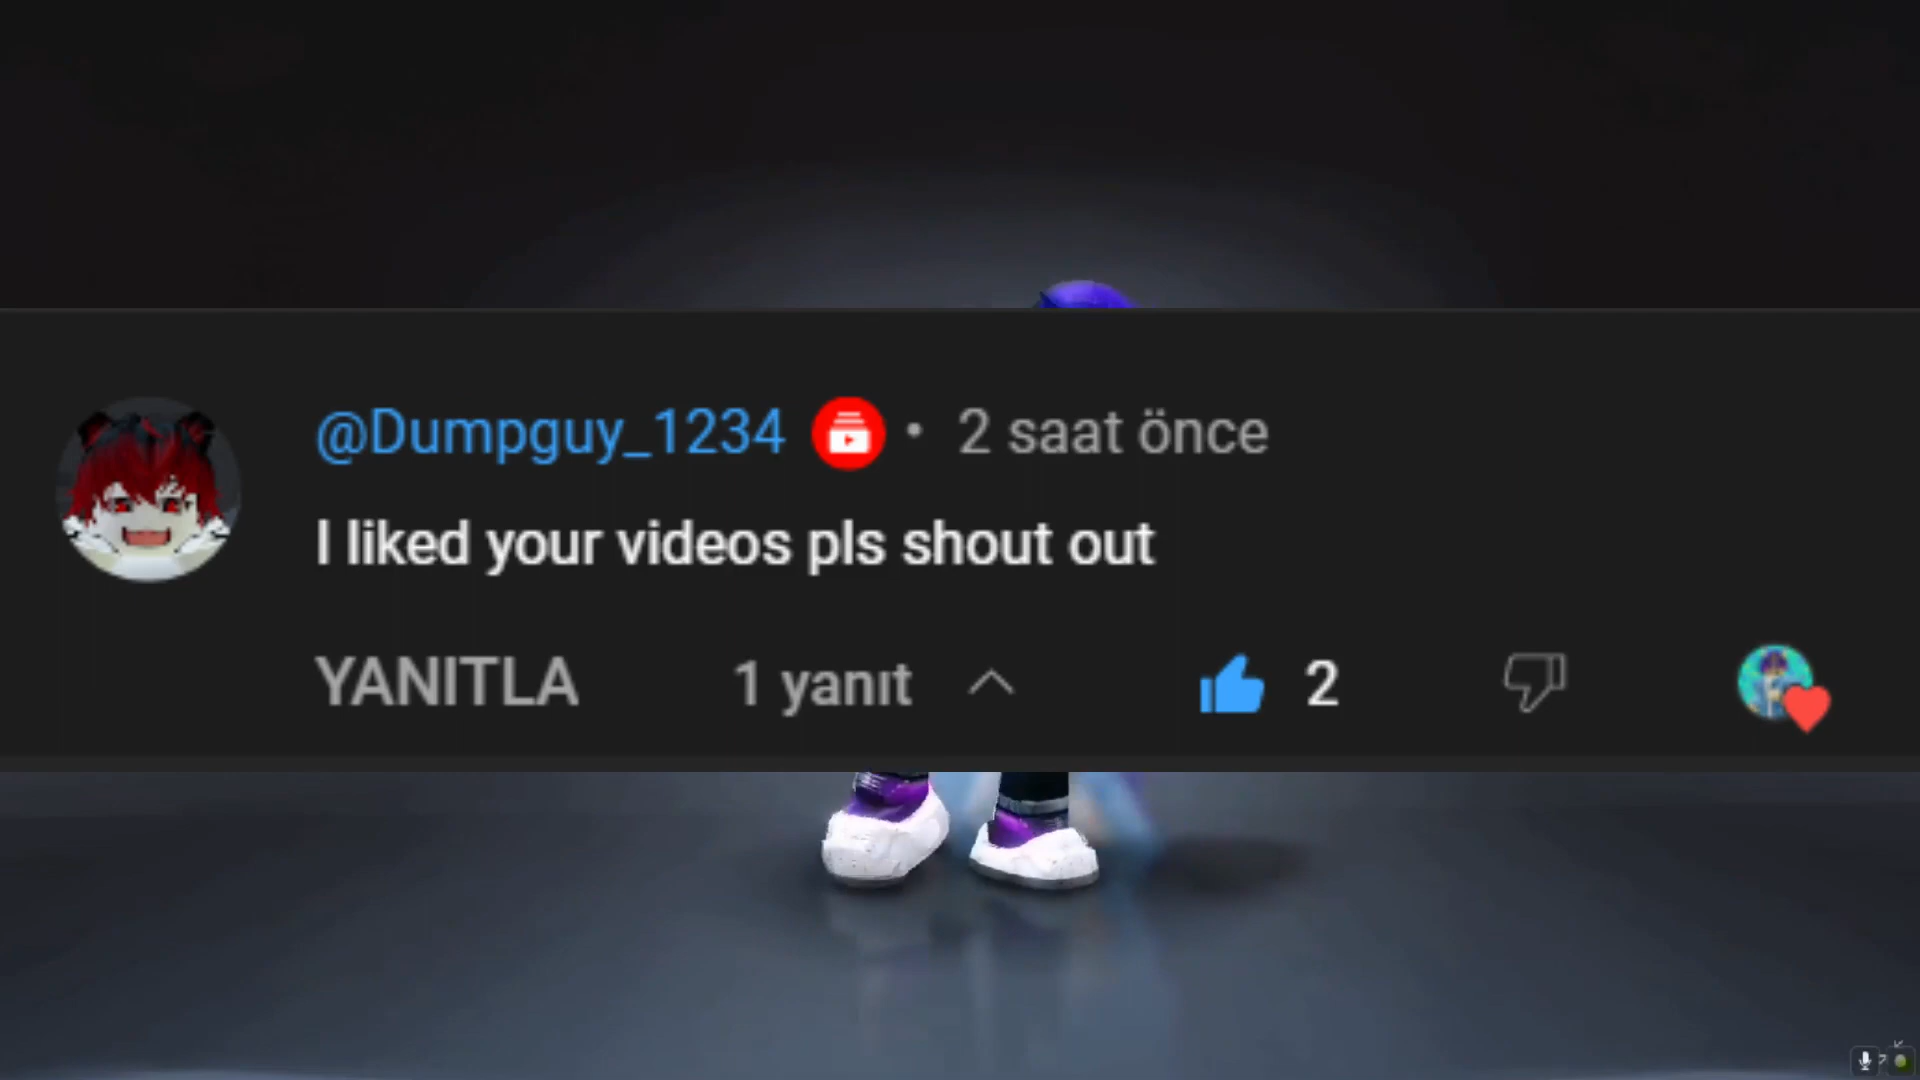 @Dumpguy_1234 • 2 saat önce
I liked your videos pls shout out
YANITLA 1 yanıt 2